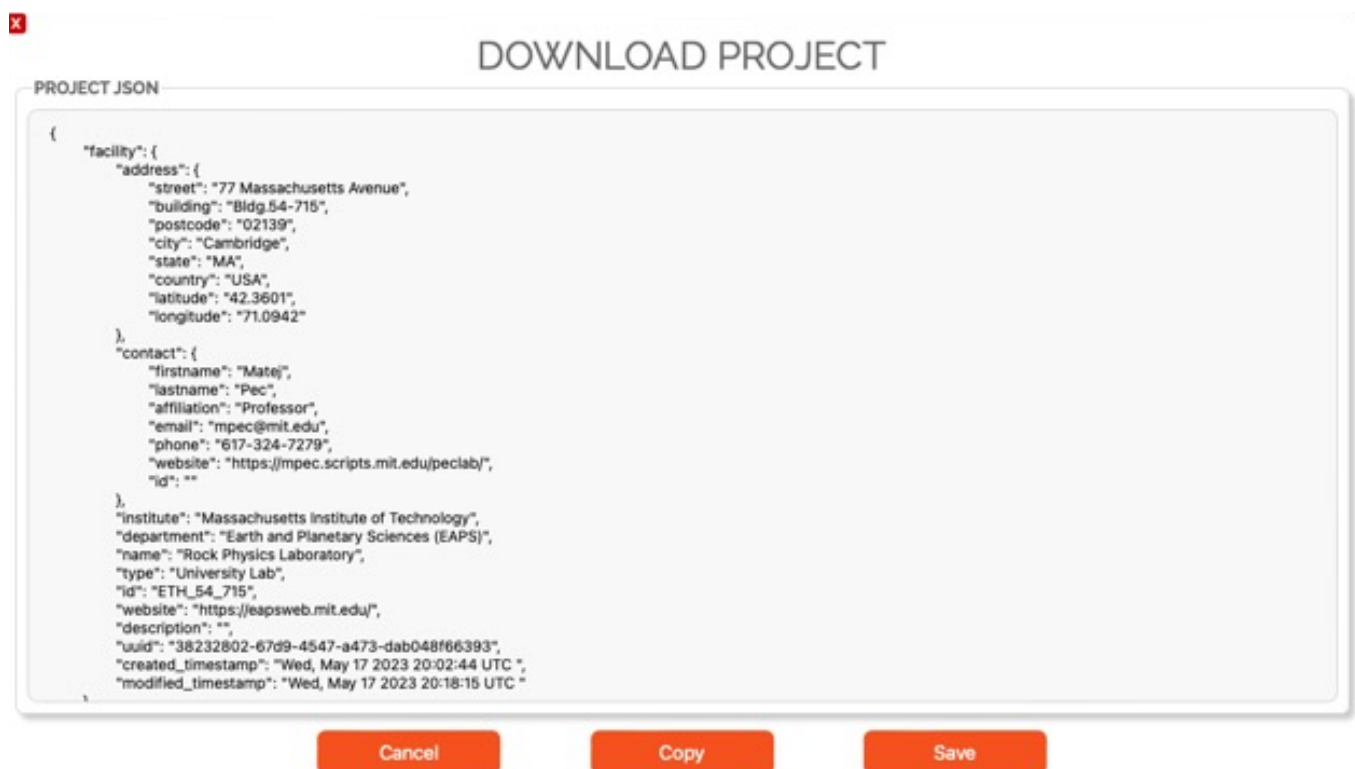 X
DOWNLOAD PROJECT
PROJECT JSON
{
"facility": {
"address": {
"street": "77 Massachusetts Avenue",
"building": "Bldg.54-715",
"postcode": "02139",
"city": "Cambridge",
"state": "MA",
"country": "USA",
"latitude": "42.3601",
"longitude": "71.0942"
},
"contact": {
"firstname": "Matej",
"lastname": "Pec",
"affiliation": "Professor",
"email": "mpec@mit.edu",
"phone": "617-324-7279",
"website": "https://mpec.scripts.mit.edu/peclab/",
"id": ""
},
"institute": "Massachusetts Institute of Technology",
"department": "Earth and Planetary Sciences (EAPS)",
"name": "Rock Physics Laboratory",
"type": "University Lab",
"id": "ETH_54_715",
"website": "https://eapsweb.mit.edu/",
"description": "",
"uuid": "38232802-67d9-4547-a473-dab048f66393",
"created_timestamp": "Wed, May 17 2023 20:02:44 UTC ",
"modified_timestamp": "Wed, May 17 2023 20:18:15 UTC "
Cancel
Copy
Save